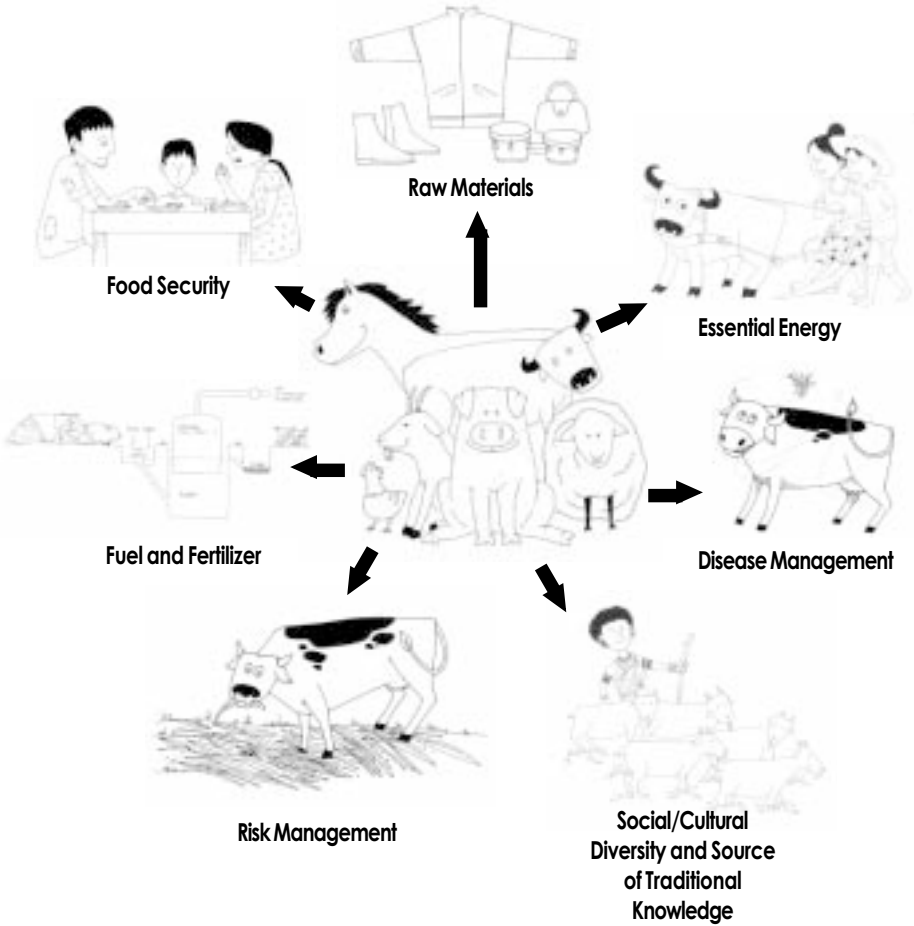 Raw Materials
Food Security
Essential Energy
Fuel and Fertilizer
Disease Management
Risk Management
Social/Cultural
Diversity and Source
of Traditional
Knowledge